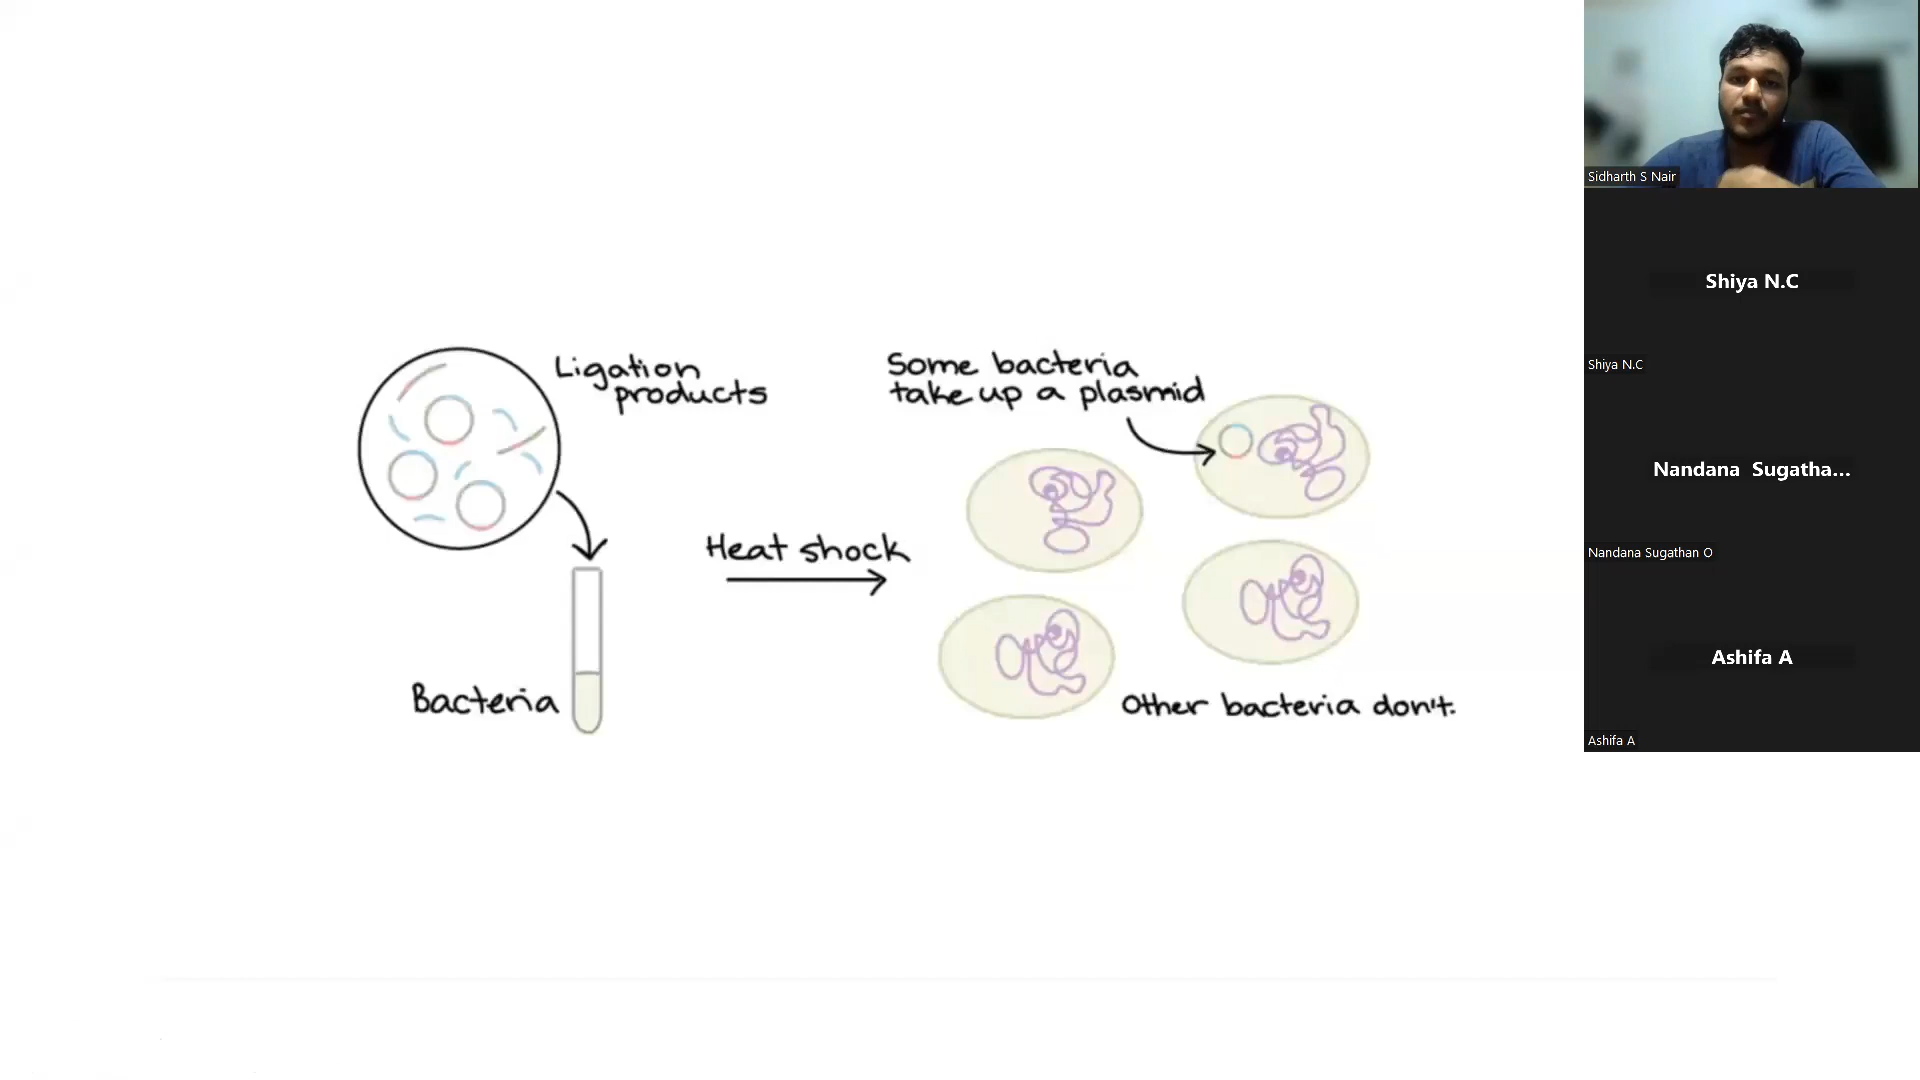 Ligation
products
Some bacteria
take up a plasmid
Heat shock
Bacteria
Other bacteria don't.
Sidharth S Nair
Shiya N.C
Shiya N.C
Nandana Sugatha...
Nandana Sugathan O
Ashifa A
Ashifa A